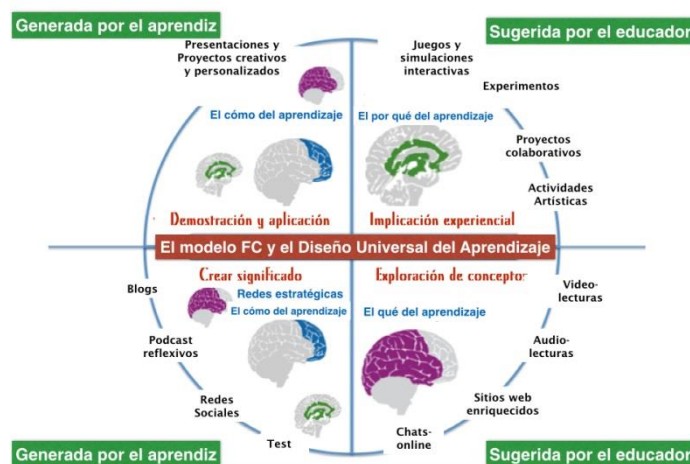 Generada por el aprendiz
Sugerida por el educador
Presentaciones y
Proyectos creativos
y personalizados
Juegos y
simulaciones
interactivas
Experimentos
El cómo del aprendizaje
El por qué del aprendizaje
Proyectos
colaborativos
Actividades
Artísticas
Demostración y aplicación
Implicación experiencial
El modelo FC y el Diseño Universal del Aprendizaje
Crear significado
Exploración de concepto
Blogs
Redes estratégicas
El cómo del aprendizaje
El qué del aprendizaje
Video-
lecturas
Podcast
reflexivos
Audio-
lecturas
Redes
Sociales
Sitios web
enriquecidos
Test
Chats-
online
Generada por el aprendiz
Sugerida por el educador